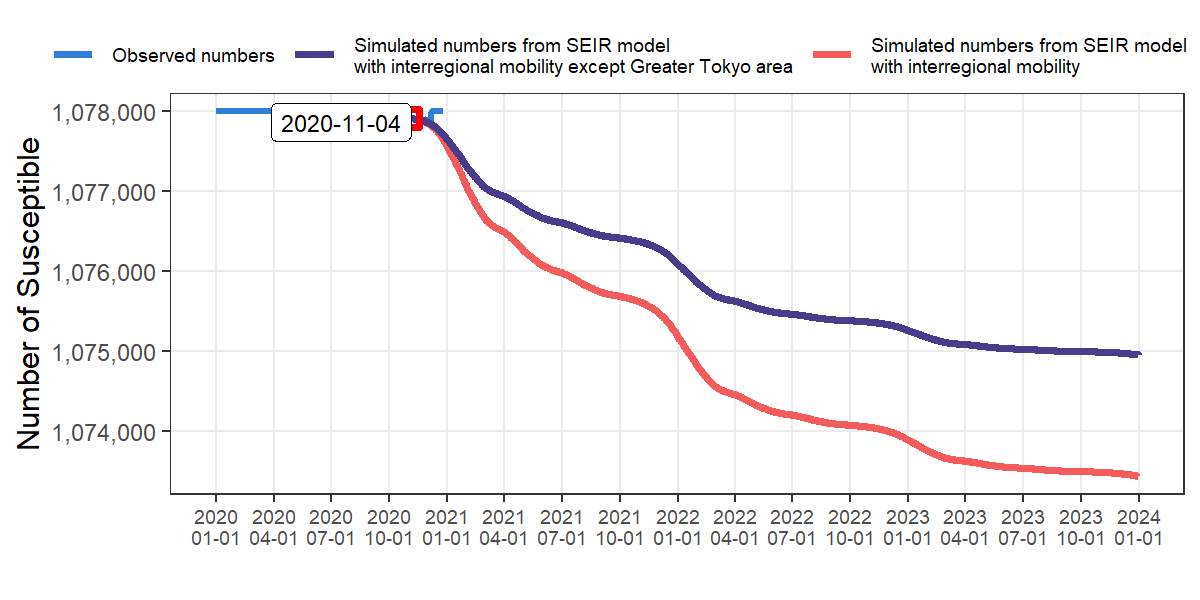 Observed numbers
Simulated numbers from SEIR model
with interregional mobility except Greater Tokyo area
Simulated numbers from SEIR model
with interregional mobility
Number of Susceptible
1,078,000
1,077,000
1,076,000
1,075,000
1,074,000
2020-11-04
2020 2020 2020 2020 2021 2021 2021 2021 2022 2022 2022 2022 2023 2023 2023 2023 2024
01-01 04-01 07-01 10-01 01-01 04-01 07-01 10-01 01-01 04-01 07-01 10-01 01-01 04-01 07-01 10-01 01-01